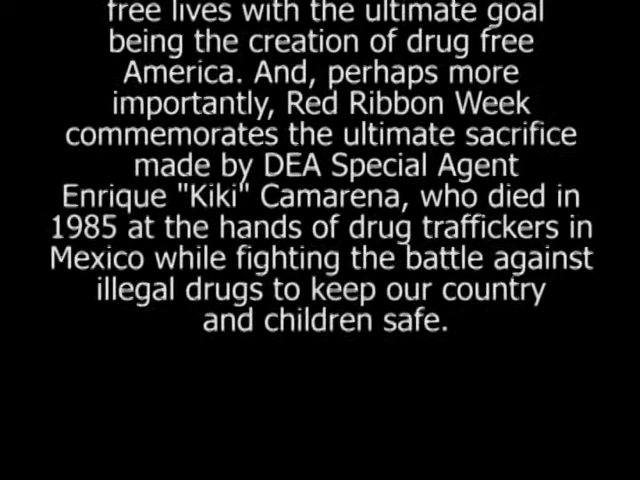 free lives with the ultimate goal
being the creation of drug free
America. And, perhaps more
importantly, Red Ribbon Week
commemorates the ultimate sacrifice
made by DEA Special Agent
Enrique "Kiki" Camarena, who died in
1985 at the hands of drug traffickers in
Mexico while fighting the battle against
illegal drugs to keep our country
and children safe.